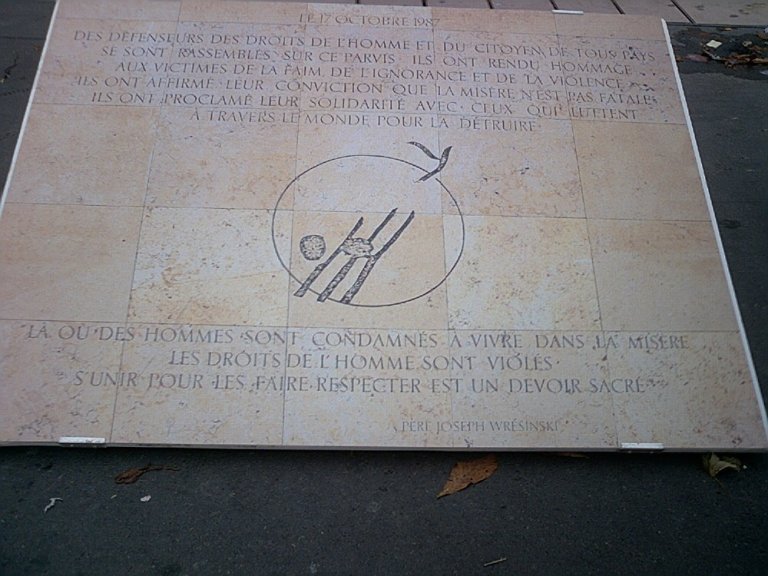 LE 17 OCTOBRE 1987
DES DÉFENSEURS DES DROITS DE L'HOMME ET DU CITOYEN DE TOUS PAYS
SE SONT RASSEMBLÉS SUR CE PARVIS. ILS ONT RENDU HOMMAGE
AUX VICTIMES DE LA FAIM, DE L'IGNORANCE ET DE LA VIOLENCE.
ILS ONT AFFIRMÉ LEUR CONVICTION QUE LA MISÈRE N'EST PAS FATALE.
ILS ONT PROCLAMÉ LEUR SOLIDARITÉ AVEC CEUX QUI LUTTENT
À TRAVERS LE MONDE POUR LA DÉTRUIRE.
LÀ OÙ DES HOMMES SONT CONDAMNÉS À VIVRE DANS LA MISÈRE
LES DROITS DE L'HOMME SONT VIOLÉS.
S'UNIR POUR LES FAIRE RESPECTER EST UN DEVOIR SACRÉ.
PÈRE JOSEPH WRÉSINSKI